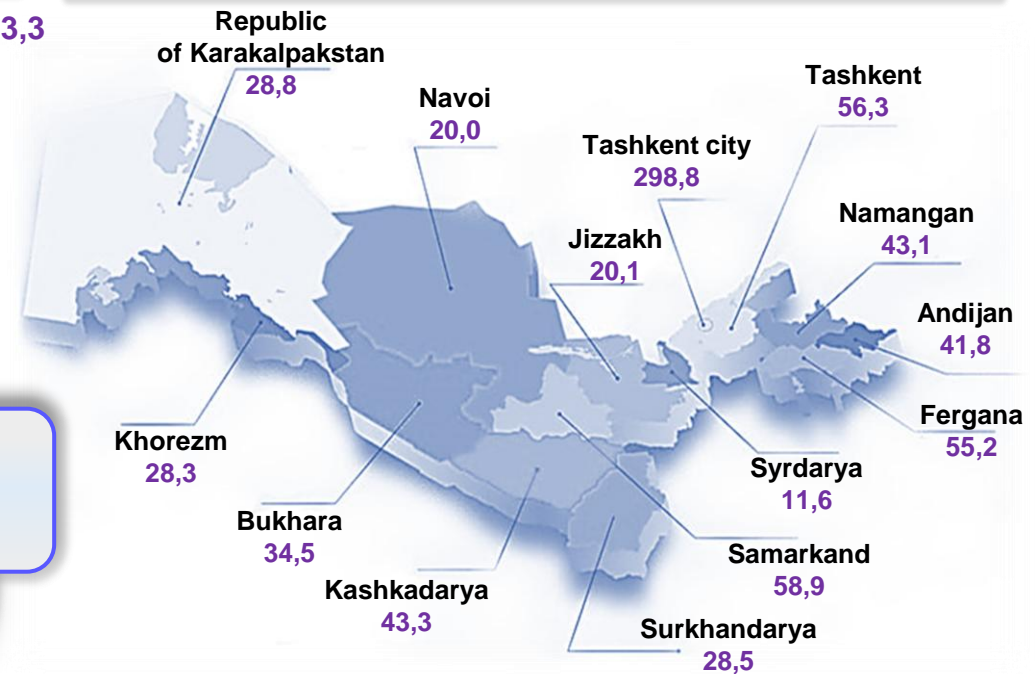 3,3
Republic
of Karakalpakstan
28,8
Navoi
20,0
Tashkent
56,3
Tashkent city
298,8
Namangan
43,1
Jizzakh
20,1
Andijan
41,8
Fergana
55,2
Khorezm
28,3
Syrdarya
11,6
Bukhara
34,5
Samarkand
58,9
Kashkadarya
43,3
Surkhandarya
28,5